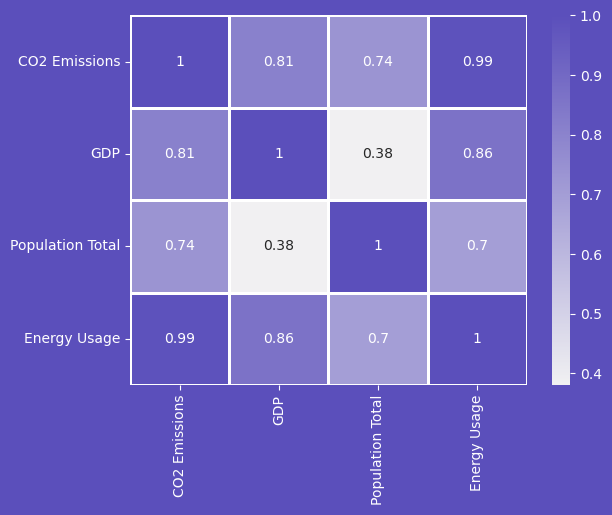 1.0
CO2 Emissions 1 0.81 0.74 0.99
0.9
0.8
GDP 0.81 1 0.38 0.86
0.7
Population Total 0.74 0.38 1 0.7
0.6
0.5
Energy Usage 0.99 0.86 0.7 1
0.4
CO2 Emissions
GDP
Population Total
Energy Usage